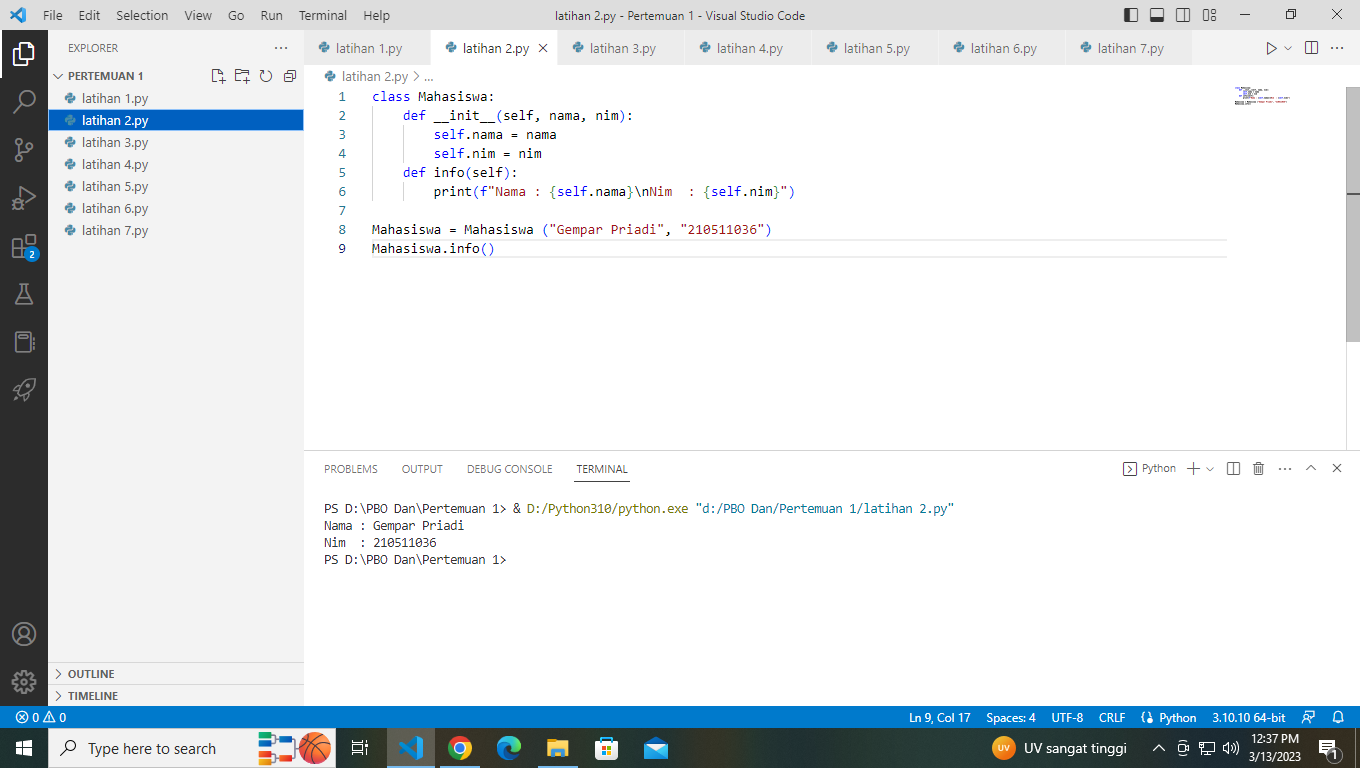 File Edit Selection View Go Run Terminal Help
latihan 2.py - Pertemuan 1 - Visual Studio Code
EXPLORER
PERTEMUAN 1
latihan 1.py
latihan 2.py
latihan 3.py
latihan 4.py
latihan 5.py
latihan 6.py
latihan 7.py
2
OUTLINE
TIMELINE
latihan 1.py latihan 2.py latihan 3.py latihan 4.py latihan 5.py latihan 6.py latihan 7.py
latihan 2.py > ...
1 class Mahasiswa:
2     def __init__(self, nama, nim):
3         self.nama = nama
4         self.nim = nim
5     def info(self):
6         print(f"Nama : {self.nama}\nNim  : {self.nim}")
7
8 Mahasiswa = Mahasiswa ("Gempar Priadi", "210511036")
9 Mahasiswa.info()
PROBLEMS OUTPUT DEBUG CONSOLE TERMINAL
Python
PS D:\PBO Dan\Pertemuan 1> & D:/Python310/python.exe "d:/PBO Dan/Pertemuan 1/latihan 2.py"
Nama : Gempar Priadi
Nim  : 210511036
PS D:\PBO Dan\Pertemuan 1>
0 0
Ln 9, Col 17 Spaces: 4 UTF-8 CRLF Python 3.10.10 64-bit
Type here to search
UV UV sangat tinggi
12:37 PM
3/13/2023
1